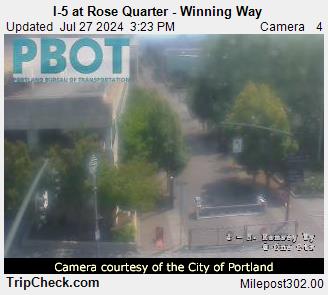 I-5 at Rose Quarter - Winning Way
Updated Jul 27 2024 3:23 PM Camera 4
PBOT
PORTLAND BUREAU OF TRANSPORTATION
Camera courtesy of the City of Portland
TripCheck.com Milepost302.00